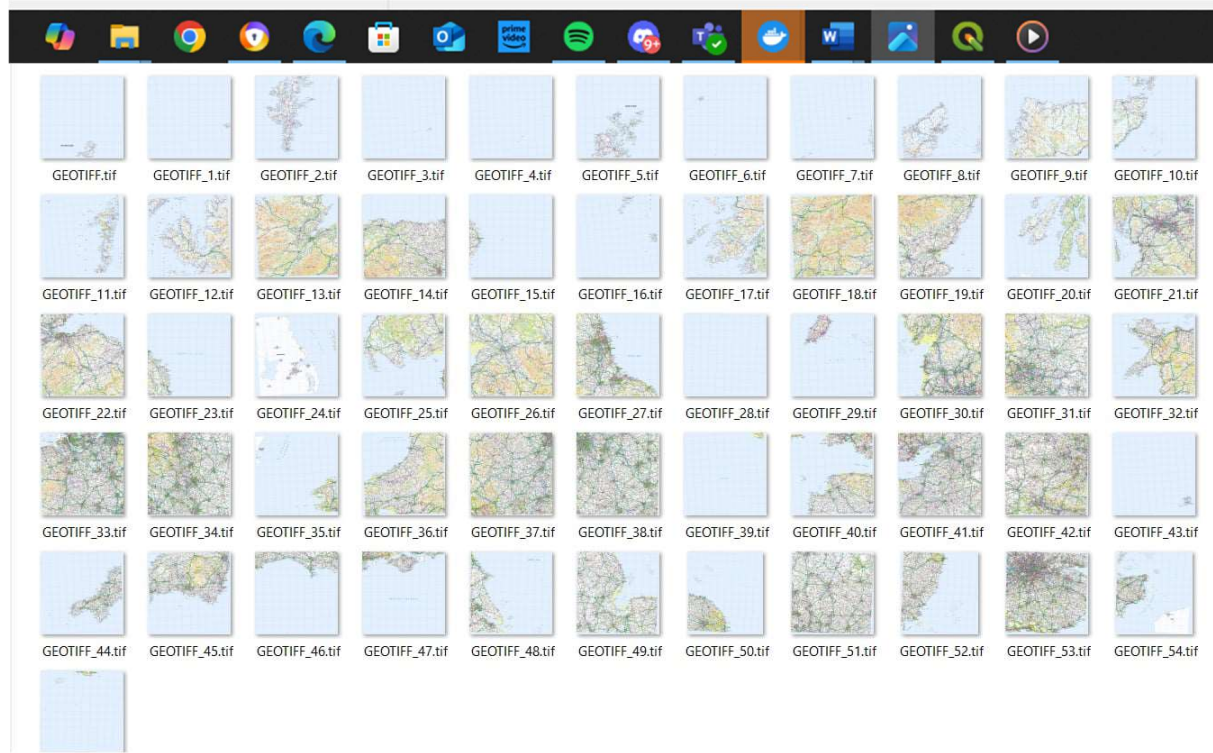 prime video 9+ W
GEOTIFF.tif GEOTIFF_1.tif GEOTIFF_2.tif GEOTIFF_3.tif GEOTIFF_4.tif GEOTIFF_5.tif GEOTIFF_6.tif GEOTIFF_7.tif GEOTIFF_8.tif GEOTIFF_9.tif GEOTIFF_10.tif
GEOTIFF_11.tif GEOTIFF_12.tif GEOTIFF_13.tif GEOTIFF_14.tif GEOTIFF_15.tif GEOTIFF_16.tif GEOTIFF_17.tif GEOTIFF_18.tif GEOTIFF_19.tif GEOTIFF_20.tif GEOTIFF_21.tif
GEOTIFF_22.tif GEOTIFF_23.tif GEOTIFF_24.tif GEOTIFF_25.tif GEOTIFF_26.tif GEOTIFF_27.tif GEOTIFF_28.tif GEOTIFF_29.tif GEOTIFF_30.tif GEOTIFF_31.tif GEOTIFF_32.tif
GEOTIFF_33.tif GEOTIFF_34.tif GEOTIFF_35.tif GEOTIFF_36.tif GEOTIFF_37.tif GEOTIFF_38.tif GEOTIFF_39.tif GEOTIFF_40.tif GEOTIFF_41.tif GEOTIFF_42.tif GEOTIFF_43.tif
GEOTIFF_44.tif GEOTIFF_45.tif GEOTIFF_46.tif GEOTIFF_47.tif GEOTIFF_48.tif GEOTIFF_49.tif GEOTIFF_50.tif GEOTIFF_51.tif GEOTIFF_52.tif GEOTIFF_53.tif GEOTIFF_54.tif